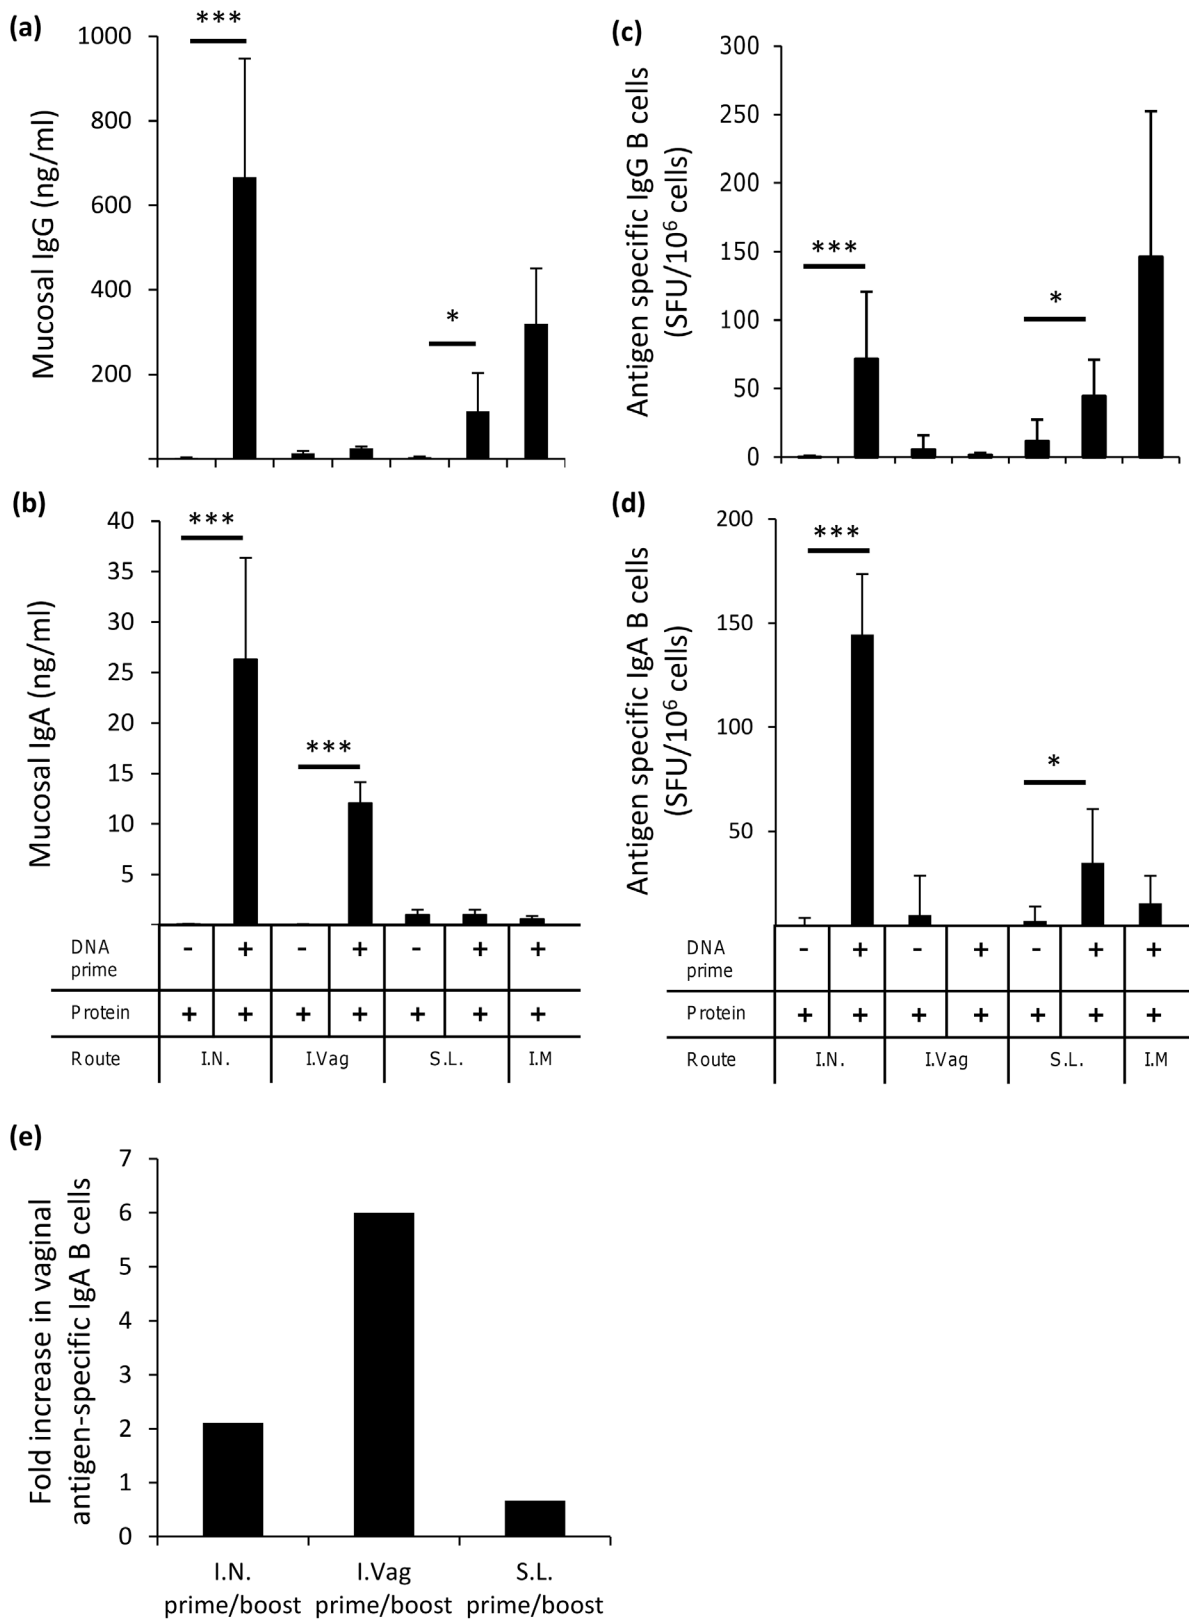 (a)
Mucosal IgG (ng/ml)
1000
800
600
400
200
***
*
(c)
Antigen specific IgG B cells
(SFU/10⁶ cells)
300
250
200
150
100
50
0
***
*
(b)
Mucosal IgA (ng/ml)
40
35
30
25
20
15
10
5
***
***
DNA prime - + - + - + +
Protein + + + + + + +
Route I.N. I.Vag S.L. I.M
(d)
Antigen specific IgA B cells
(SFU/10⁶ cells)
200
150
100
50
***
*
DNA prime - + - + - + +
Protein + + + + + + +
Route I.N. I.Vag S.L. I.M
(e)
Fold increase in vaginal
antigen-specific IgA B cells
7
6
5
4
3
2
1
0
I.N. I.Vag S.L.
prime/boost prime/boost prime/boost